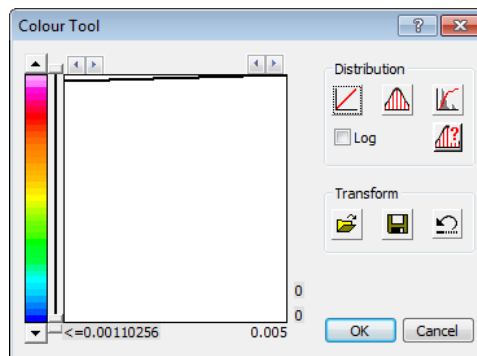 Colour Tool
?
Distribution
Log
?
Transform
0
0
<=0.00110256
0.005
OK
Cancel